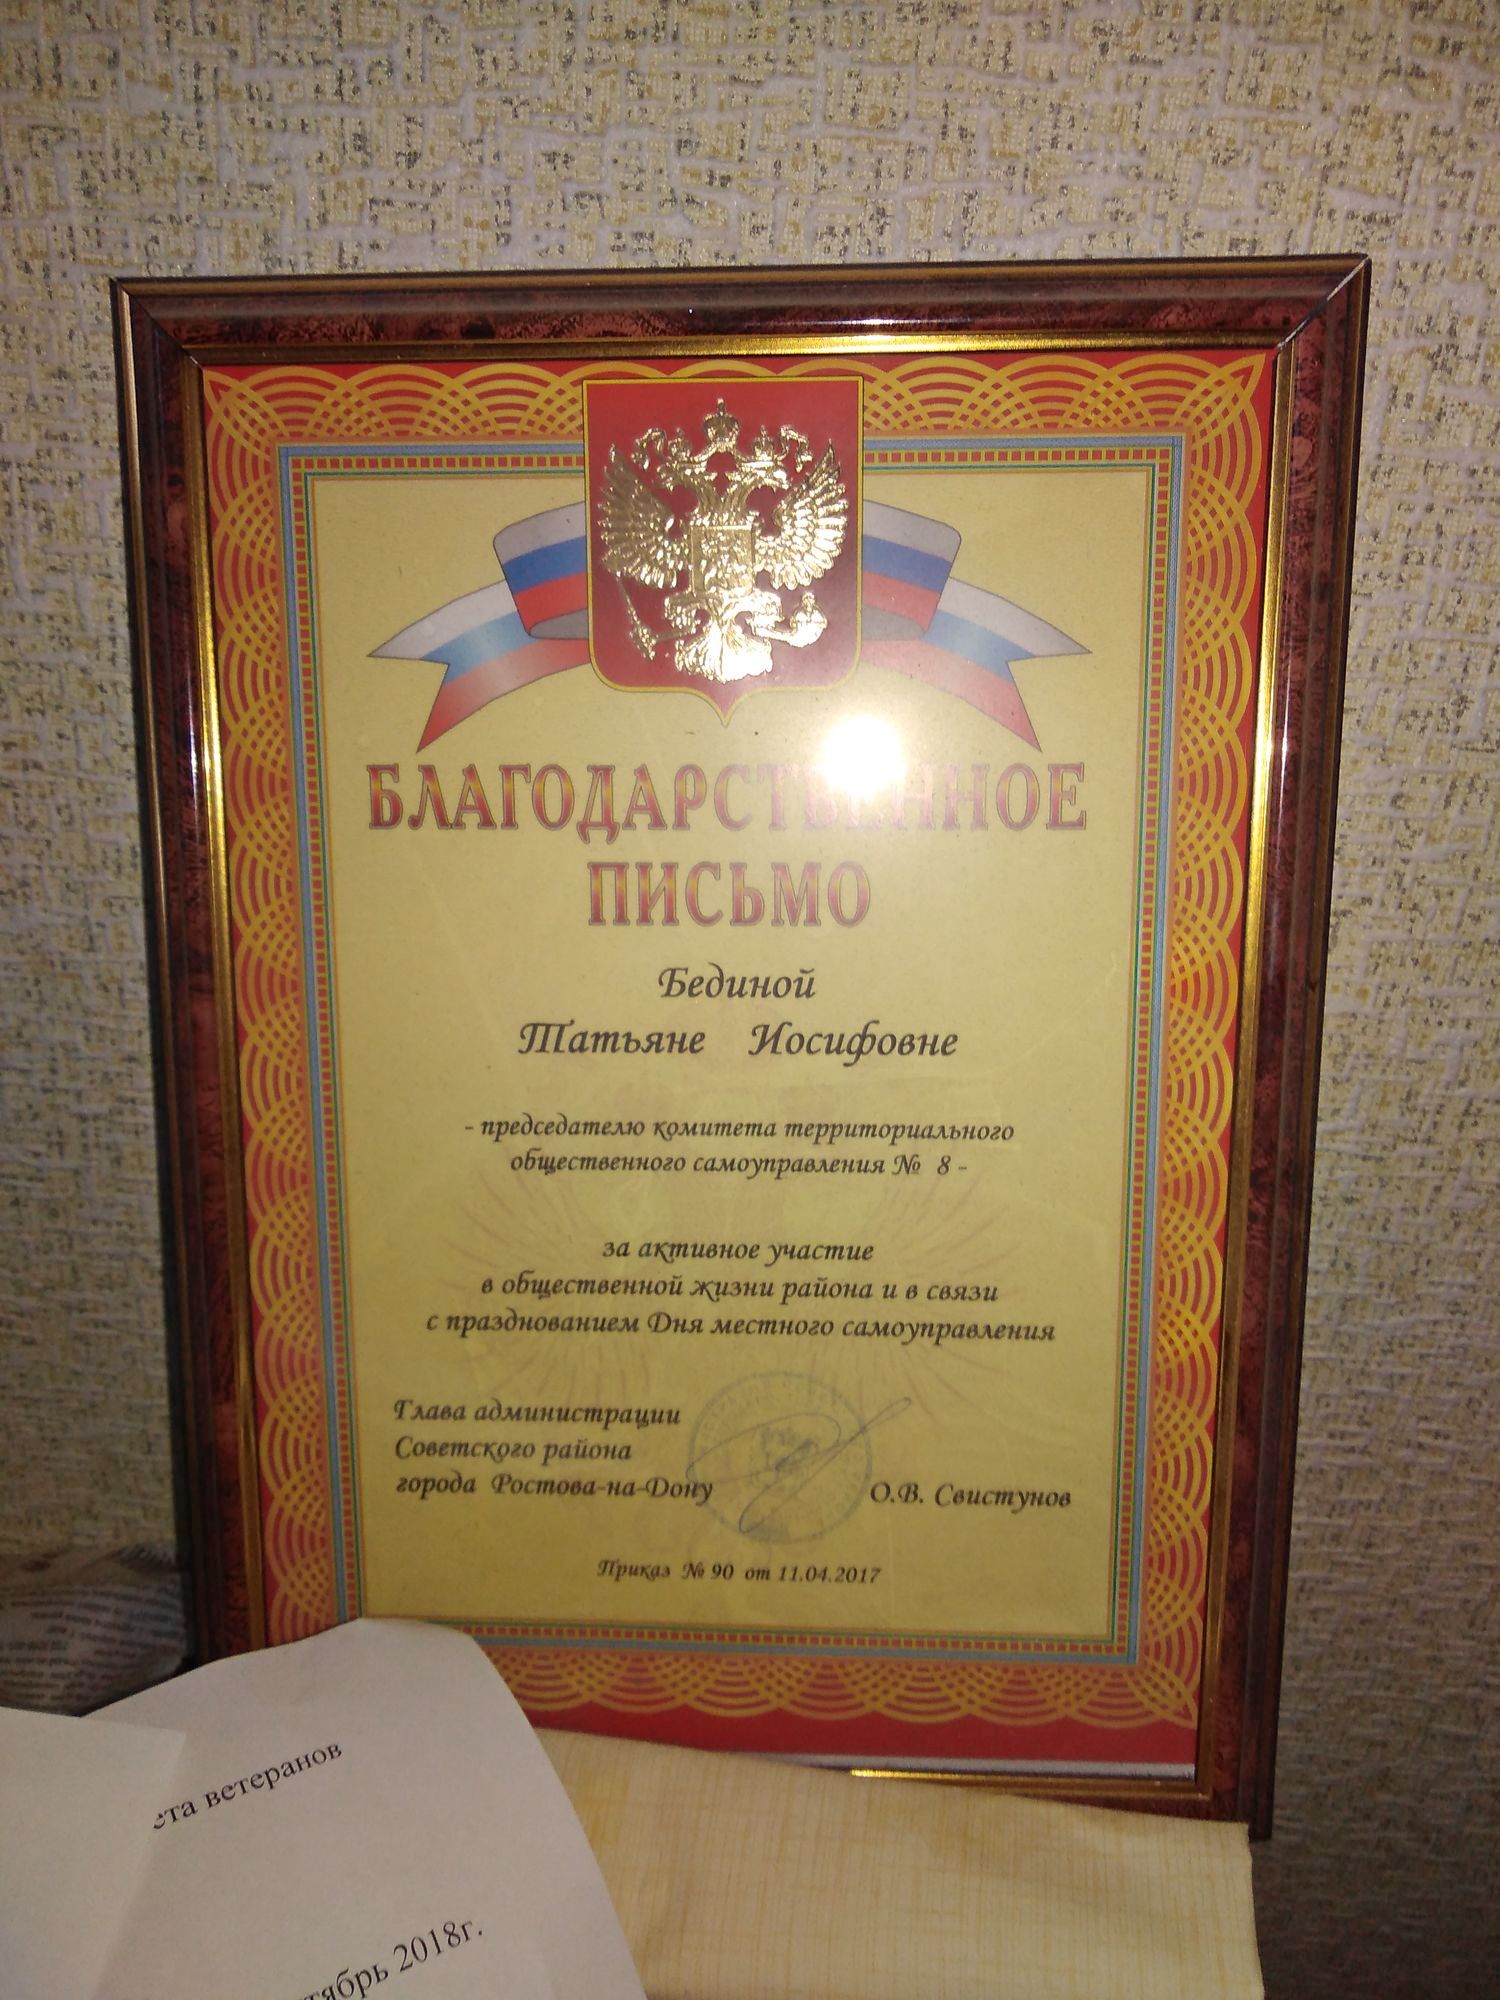 БЛАГОДАРСТВЕННОЕ
ПИСЬМО
Бединой
Татьяне Иосифовне
- председателю комитета территориального
общественного самоуправления № 8 -
за активное участие
в общественной жизни района и в связи
с празднованием Дня местного самоуправления
Глава администрации
Советского района
города Ростова-на-Дону
О.В. Свистунов
Приказ № 90 от 11.04.2017
ета ветеранов
тябрь 2018г.